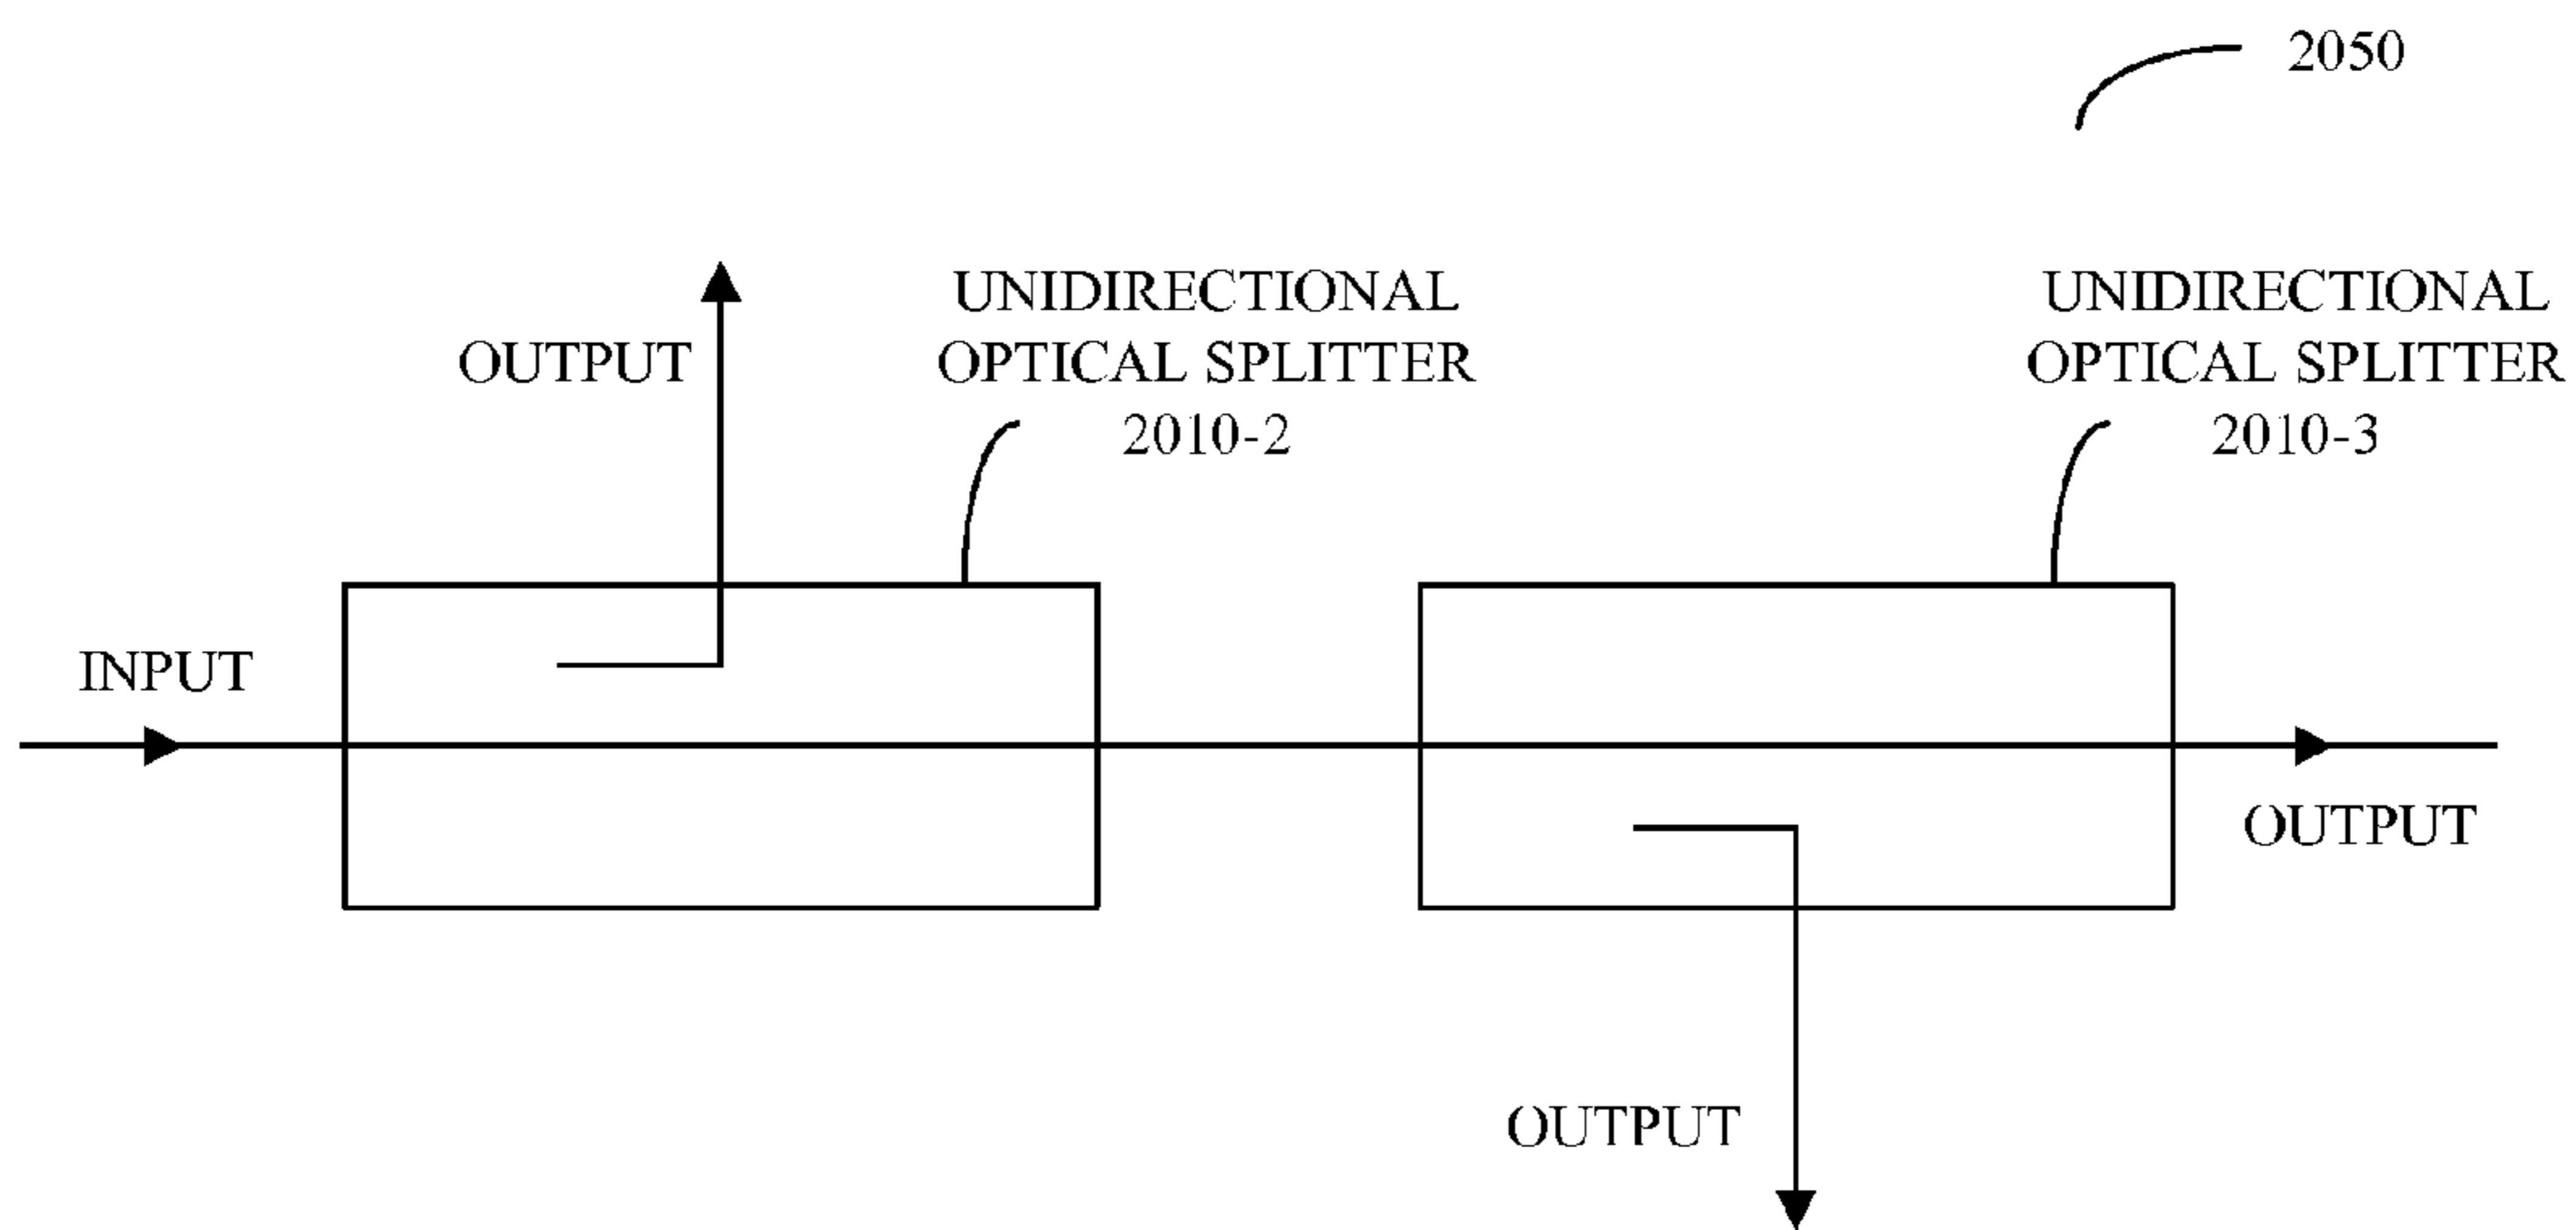 2050
UNIDIRECTIONAL
OPTICAL SPLITTER
2010-2
UNIDIRECTIONAL
OPTICAL SPLITTER
2010-3
OUTPUT
INPUT
OUTPUT
OUTPUT